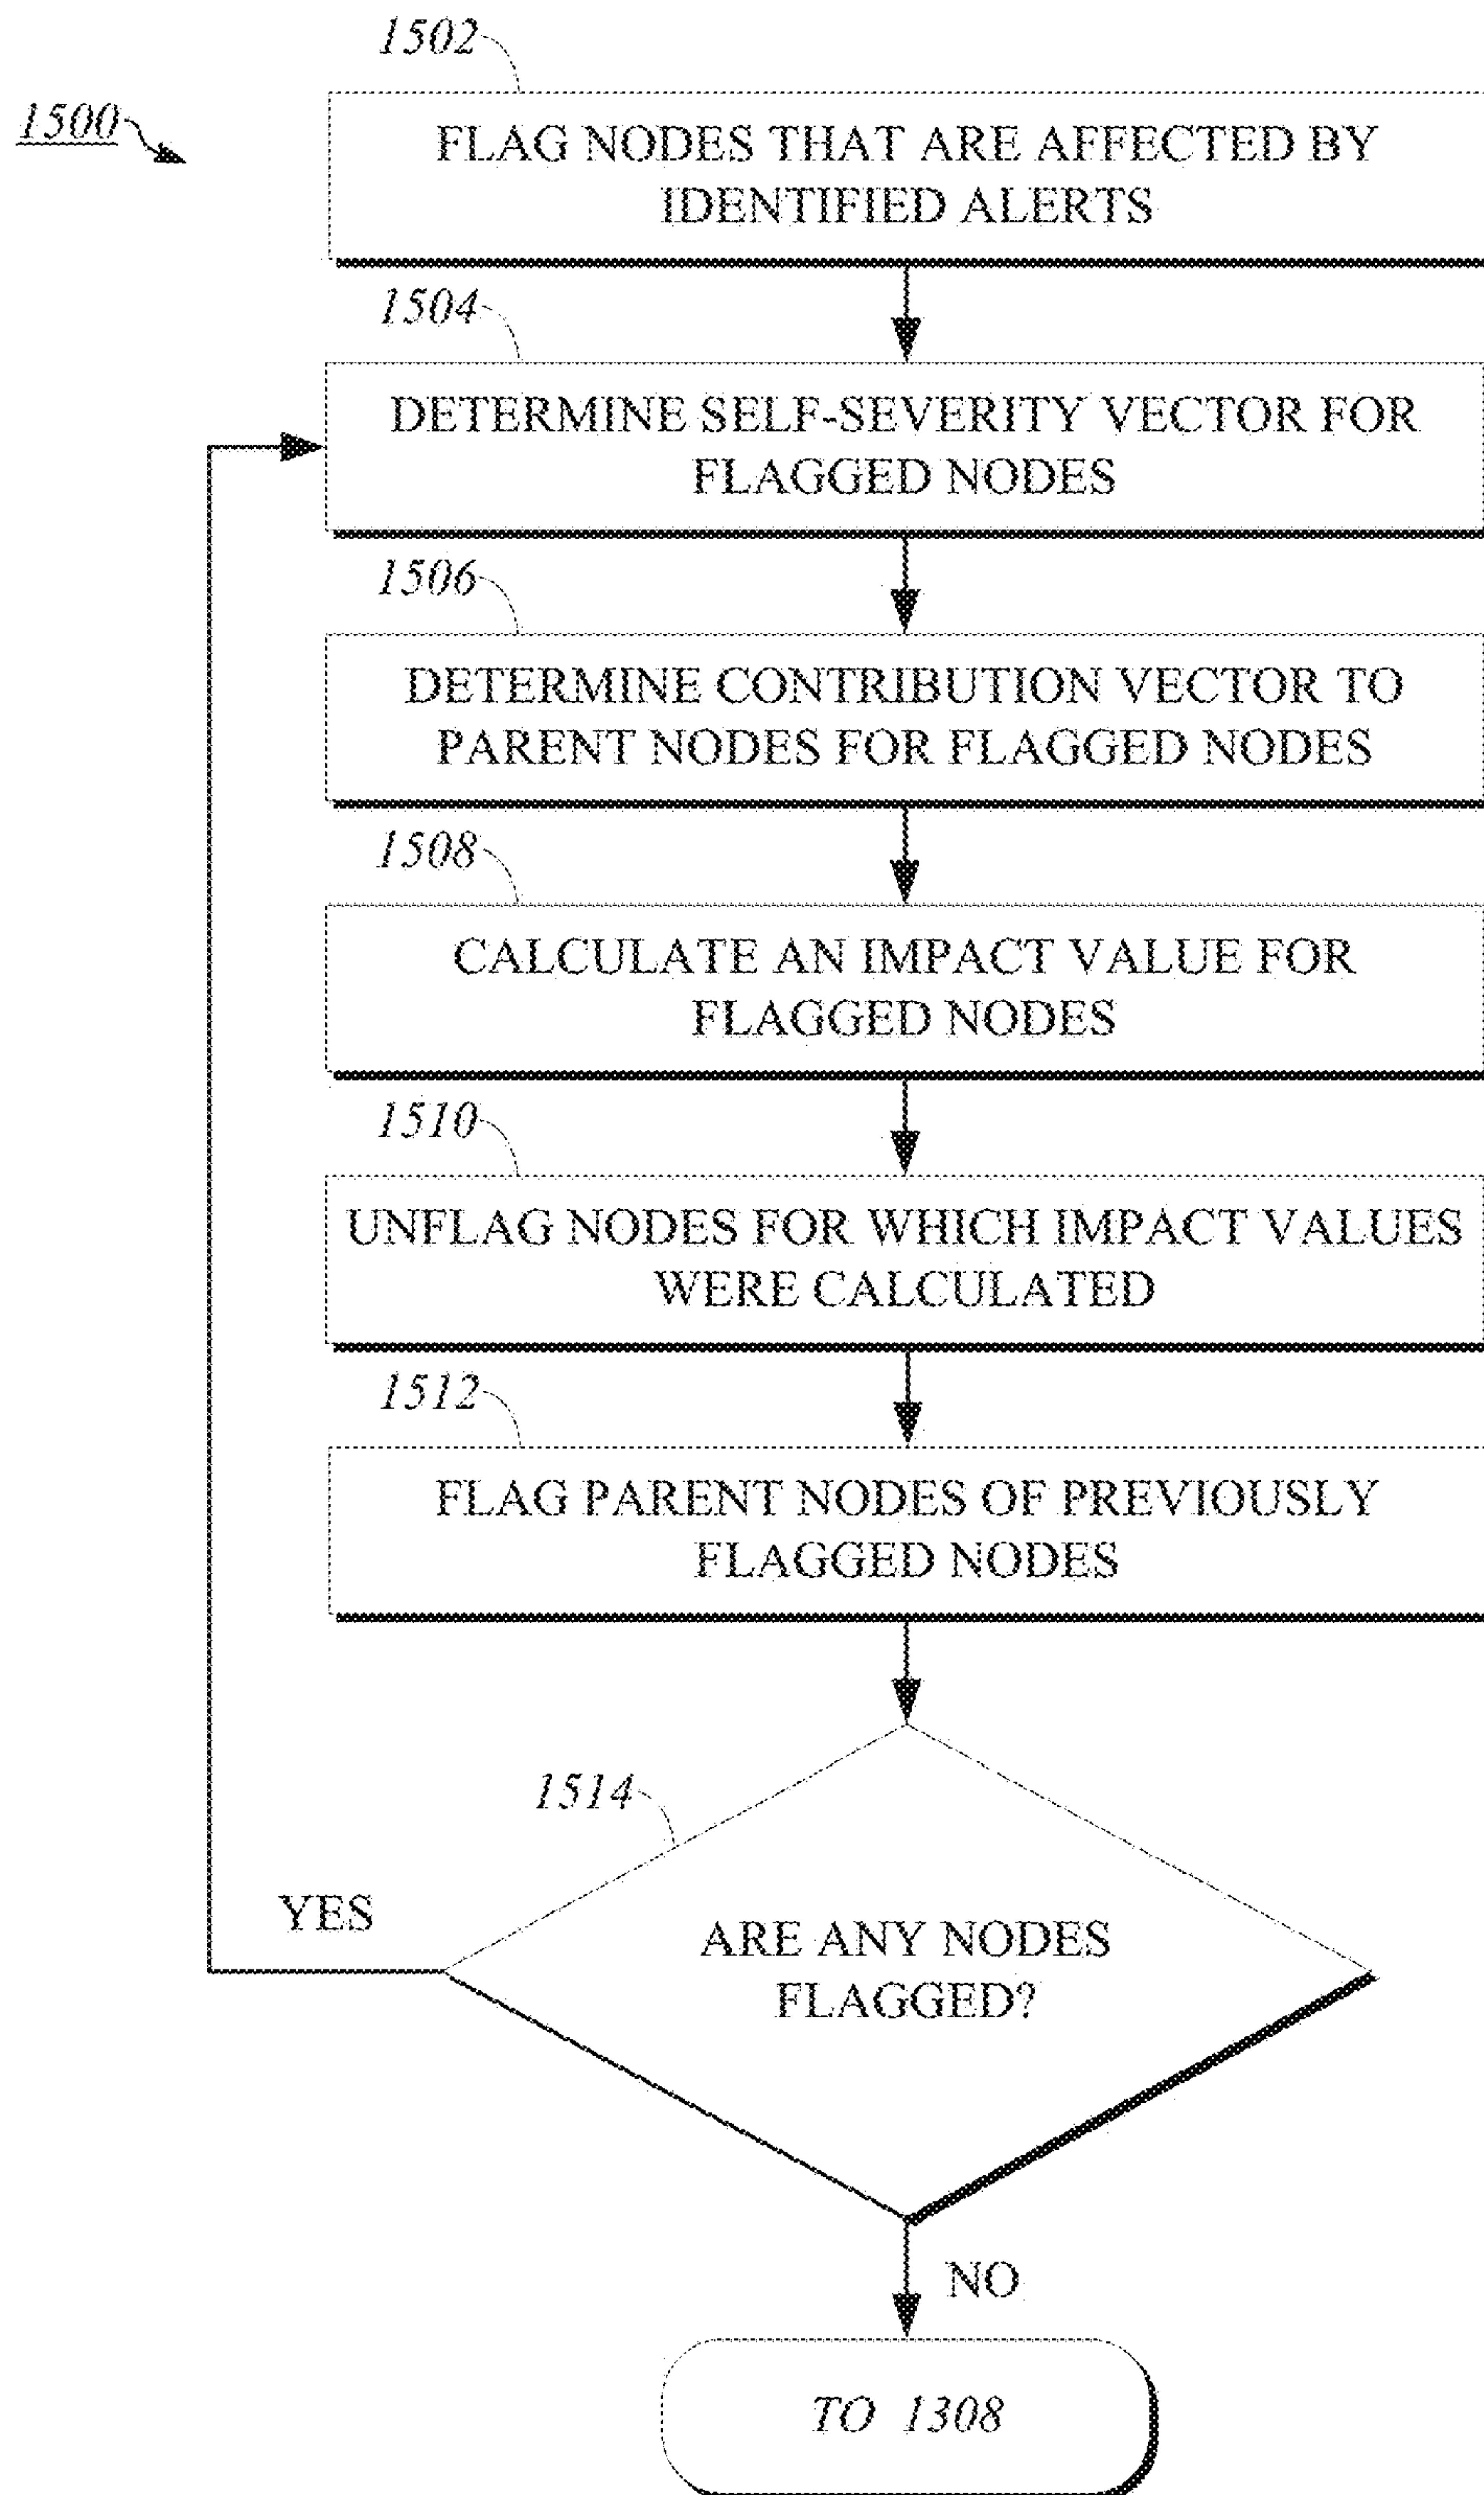 1502
1500
FLAG NODES THAT ARE AFFECTED BY
IDENTIFIED ALERTS
1504
DETERMINE SELF-SEVERITY VECTOR FOR
FLAGGED NODES
1506
DETERMINE CONTRIBUTION VECTOR TO
PARENT NODES FOR FLAGGED NODES
1508
CALCULATE AN IMPACT VALUE FOR
FLAGGED NODES
1510
UNFLAG NODES FOR WHICH IMPACT VALUES
WERE CALCULATED
1512
FLAG PARENT NODES OF PREVIOUSLY
FLAGGED NODES
1514
YES
ARE ANY NODES
FLAGGED?
NO
TO 1308